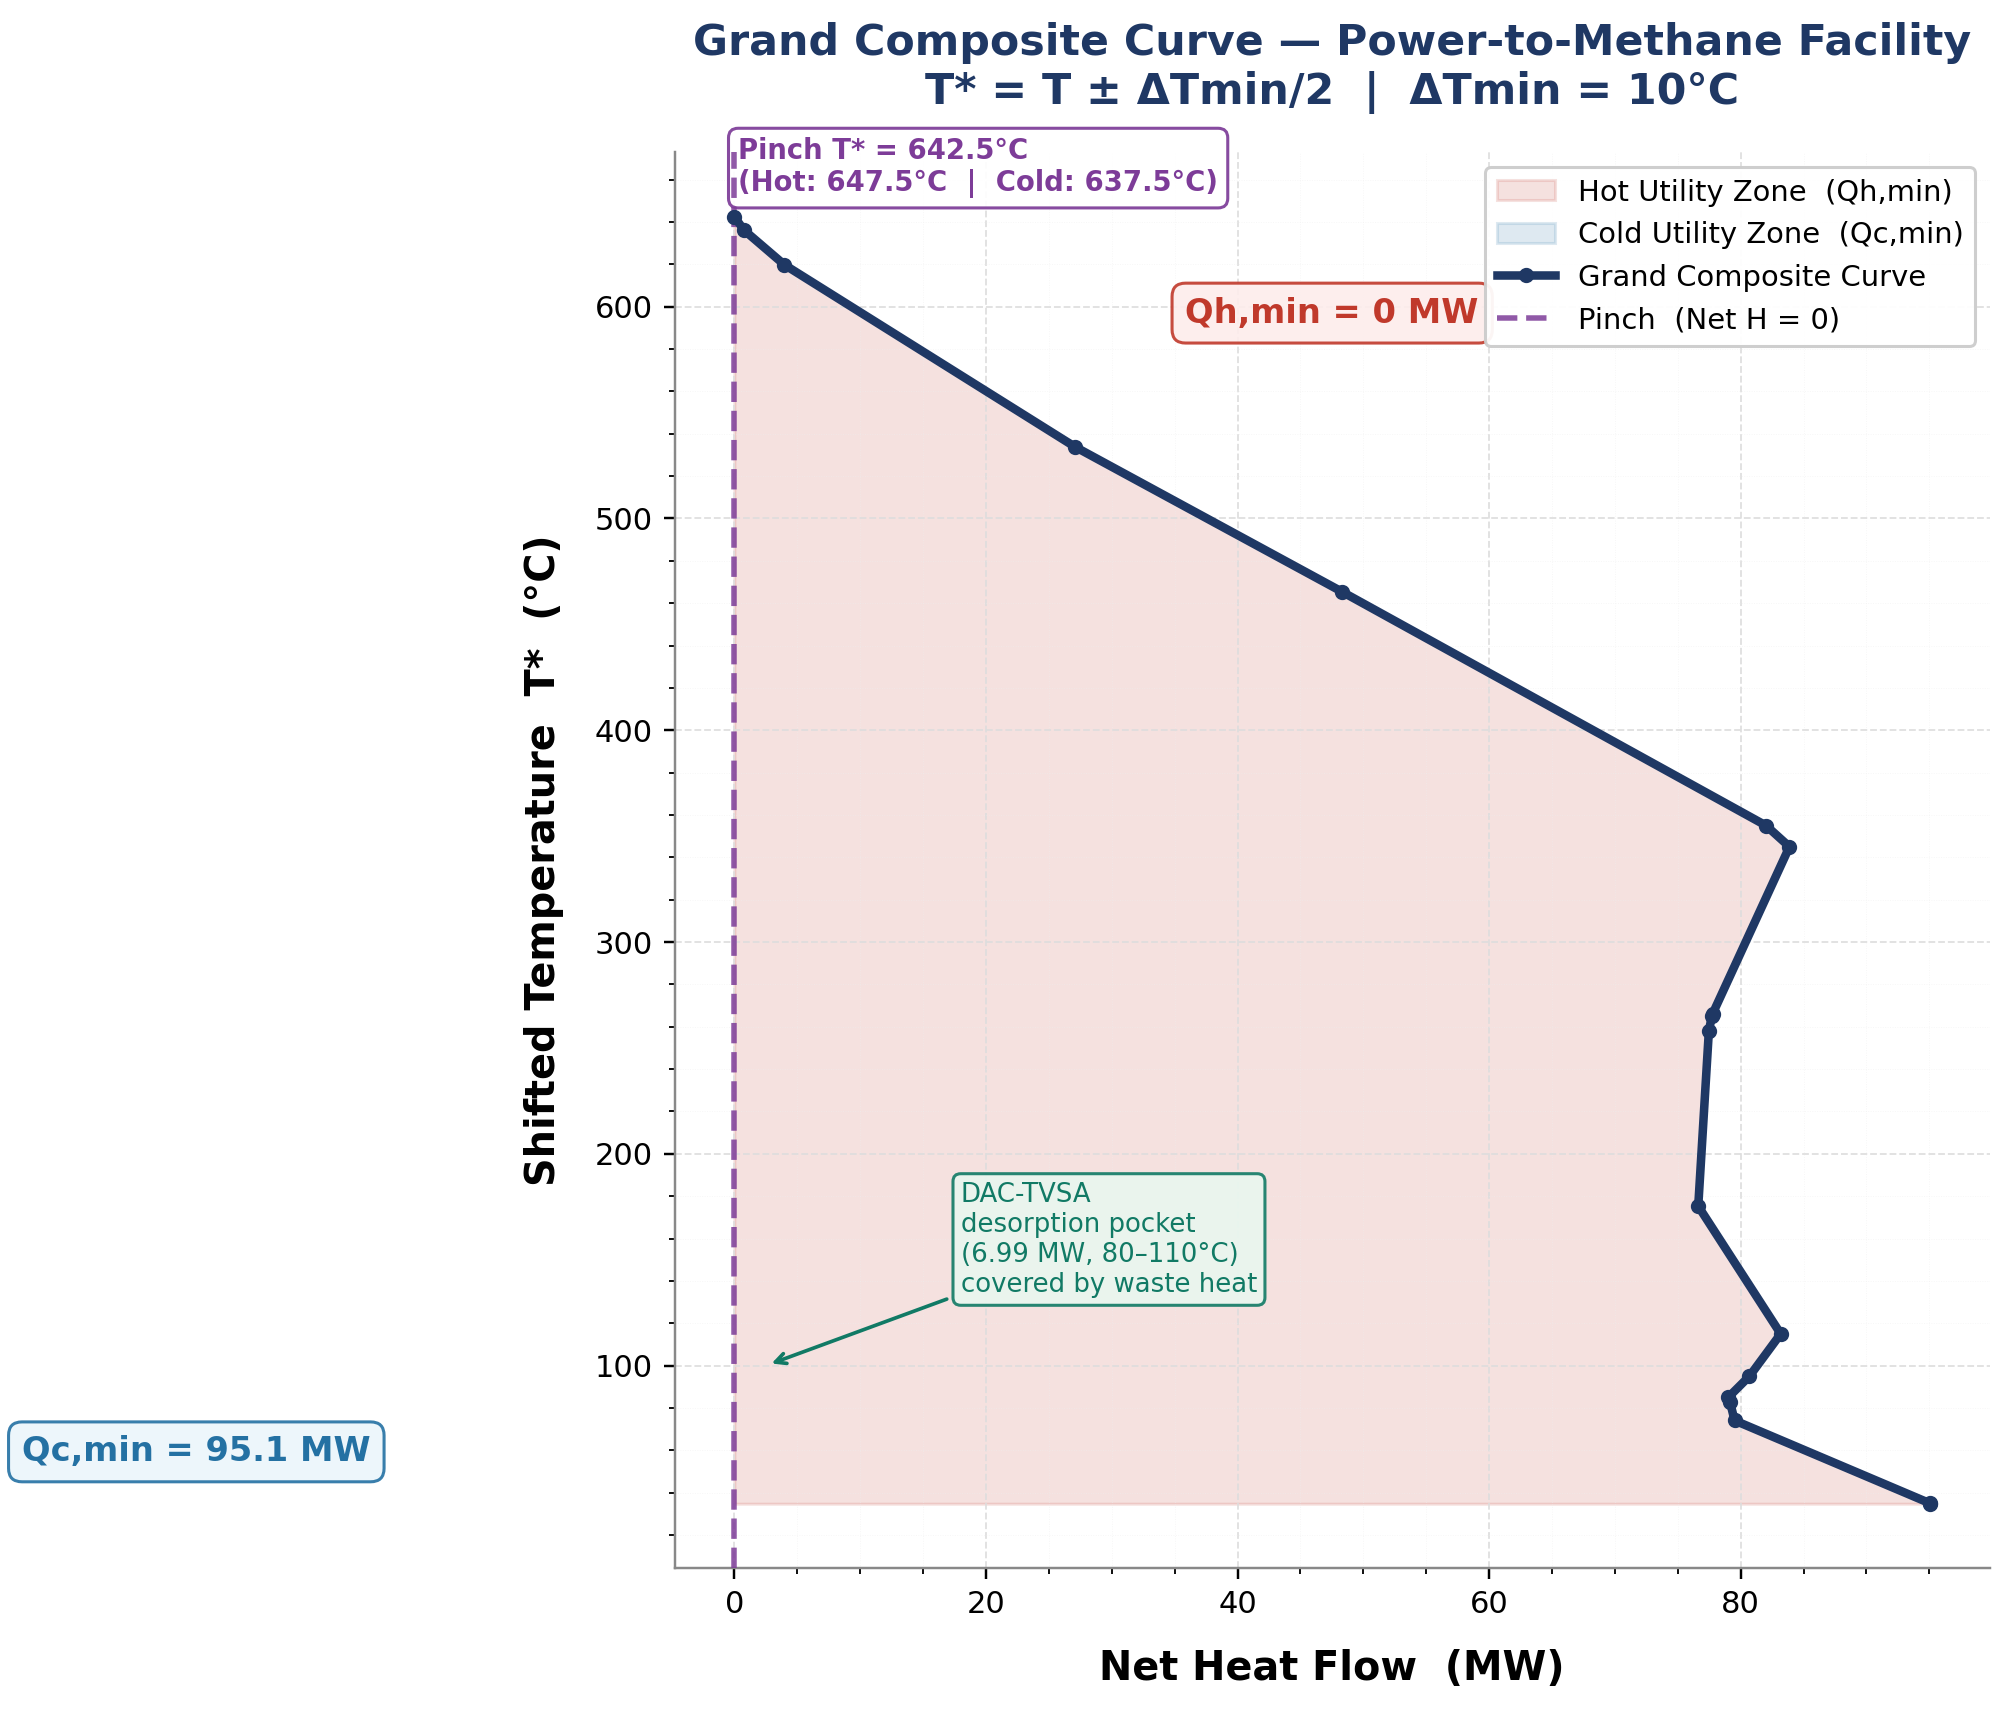 Grand Composite Curve — Power-to-Methane Facility
T* = T ± ΔTmin/2  |  ΔTmin = 10°C
Pinch T* = 642.5°C
(Hot: 647.5°C  |  Cold: 637.5°C)
Hot Utility Zone  (Qh,min)
Cold Utility Zone  (Qc,min)
Grand Composite Curve
Pinch  (Net H = 0)
Qh,min = 0 MW
600
500
400
300
200
100
Shifted Temperature  T*  (°C)
DAC-TVSA
desorption pocket
(6.99 MW, 80–110°C)
covered by waste heat
Qc,min = 95.1 MW
0
20
40
60
80
Net Heat Flow  (MW)